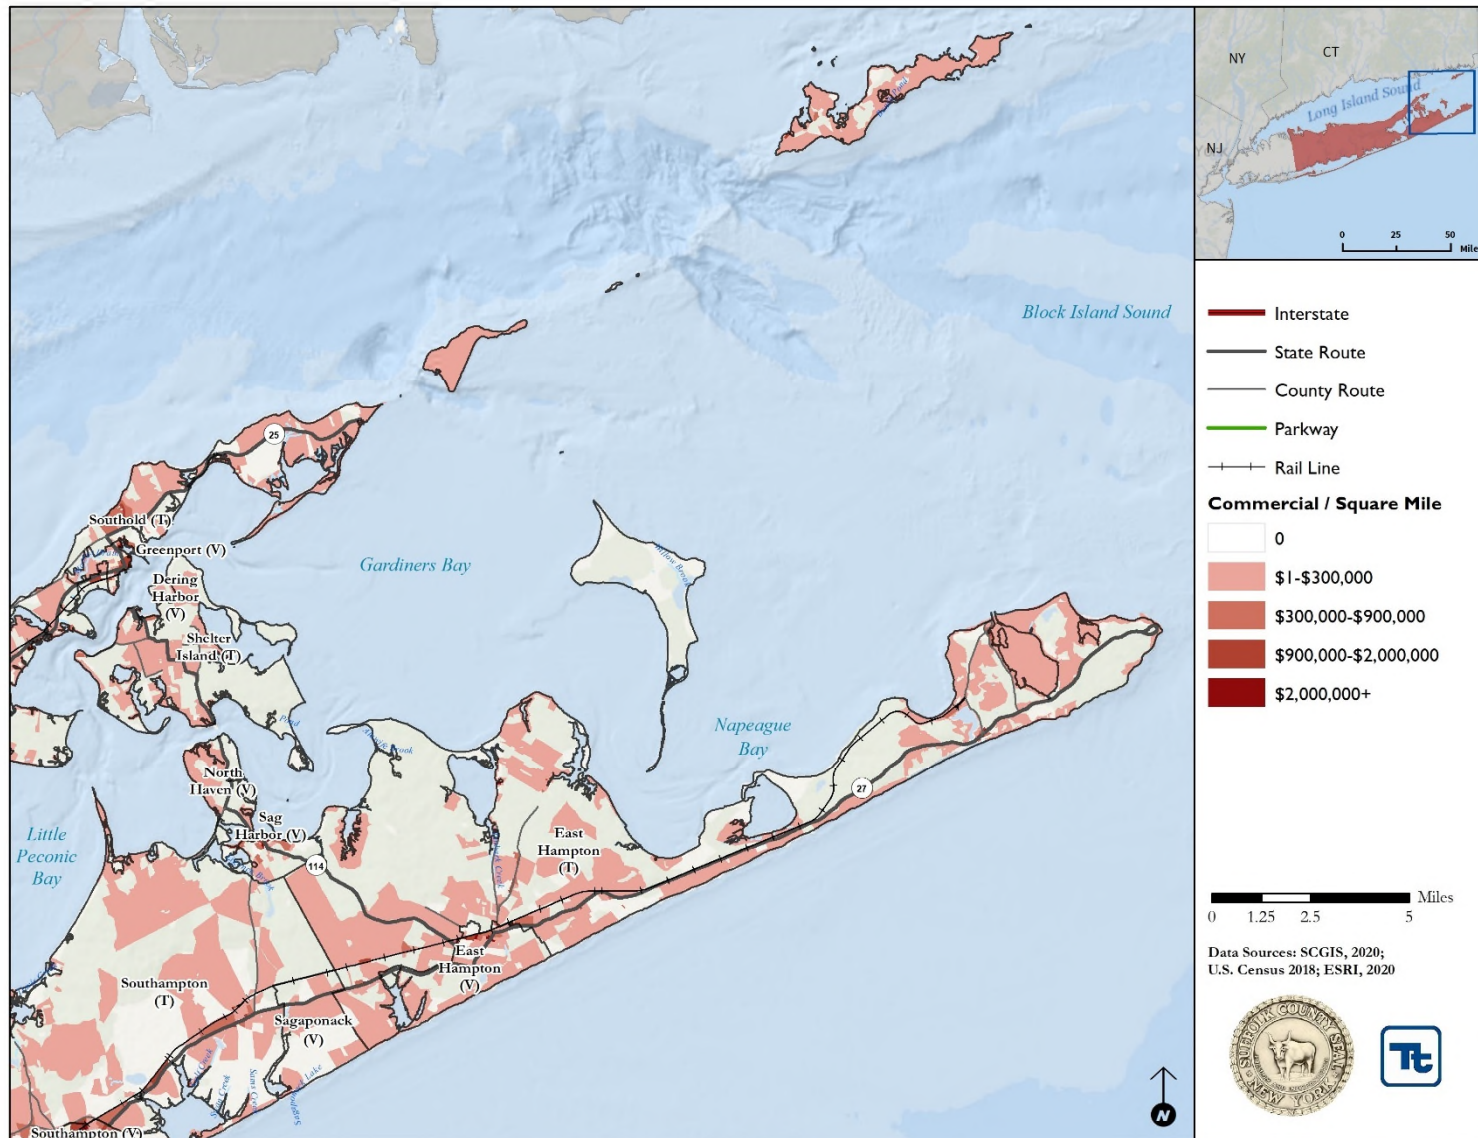 NY
CT
Long Island Sound
NJ
0 25 50
Mile
Block Island Sound
Interstate
State Route
County Route
Parkway
Rail Line
Commercial / Square Mile
0
$1-$300,000
$300,000-$900,000
$900,000-$2,000,000
$2,000,000+
25
Southold (T)
Greenport (V)
Gardiners Bay
Dering
Harbor
(V)
Shelter
Island (T)
Pond
Napeague
Bay
North
Haven (V)
27
Sag
Harbor (V)
Little
Peconic
Bay
East
Hampton
(T)
114
East
Hampton
(V)
Southampton
(T)
Sagaponack
(V)
Sams Creek
Southampton (V)
N
Miles
0 1.25 2.5 5
Data Sources: SCGIS, 2020;
U.S. Census 2018; ESRI, 2020
SUFFOLK COUNTY SEAL
NEW YORK
Tt